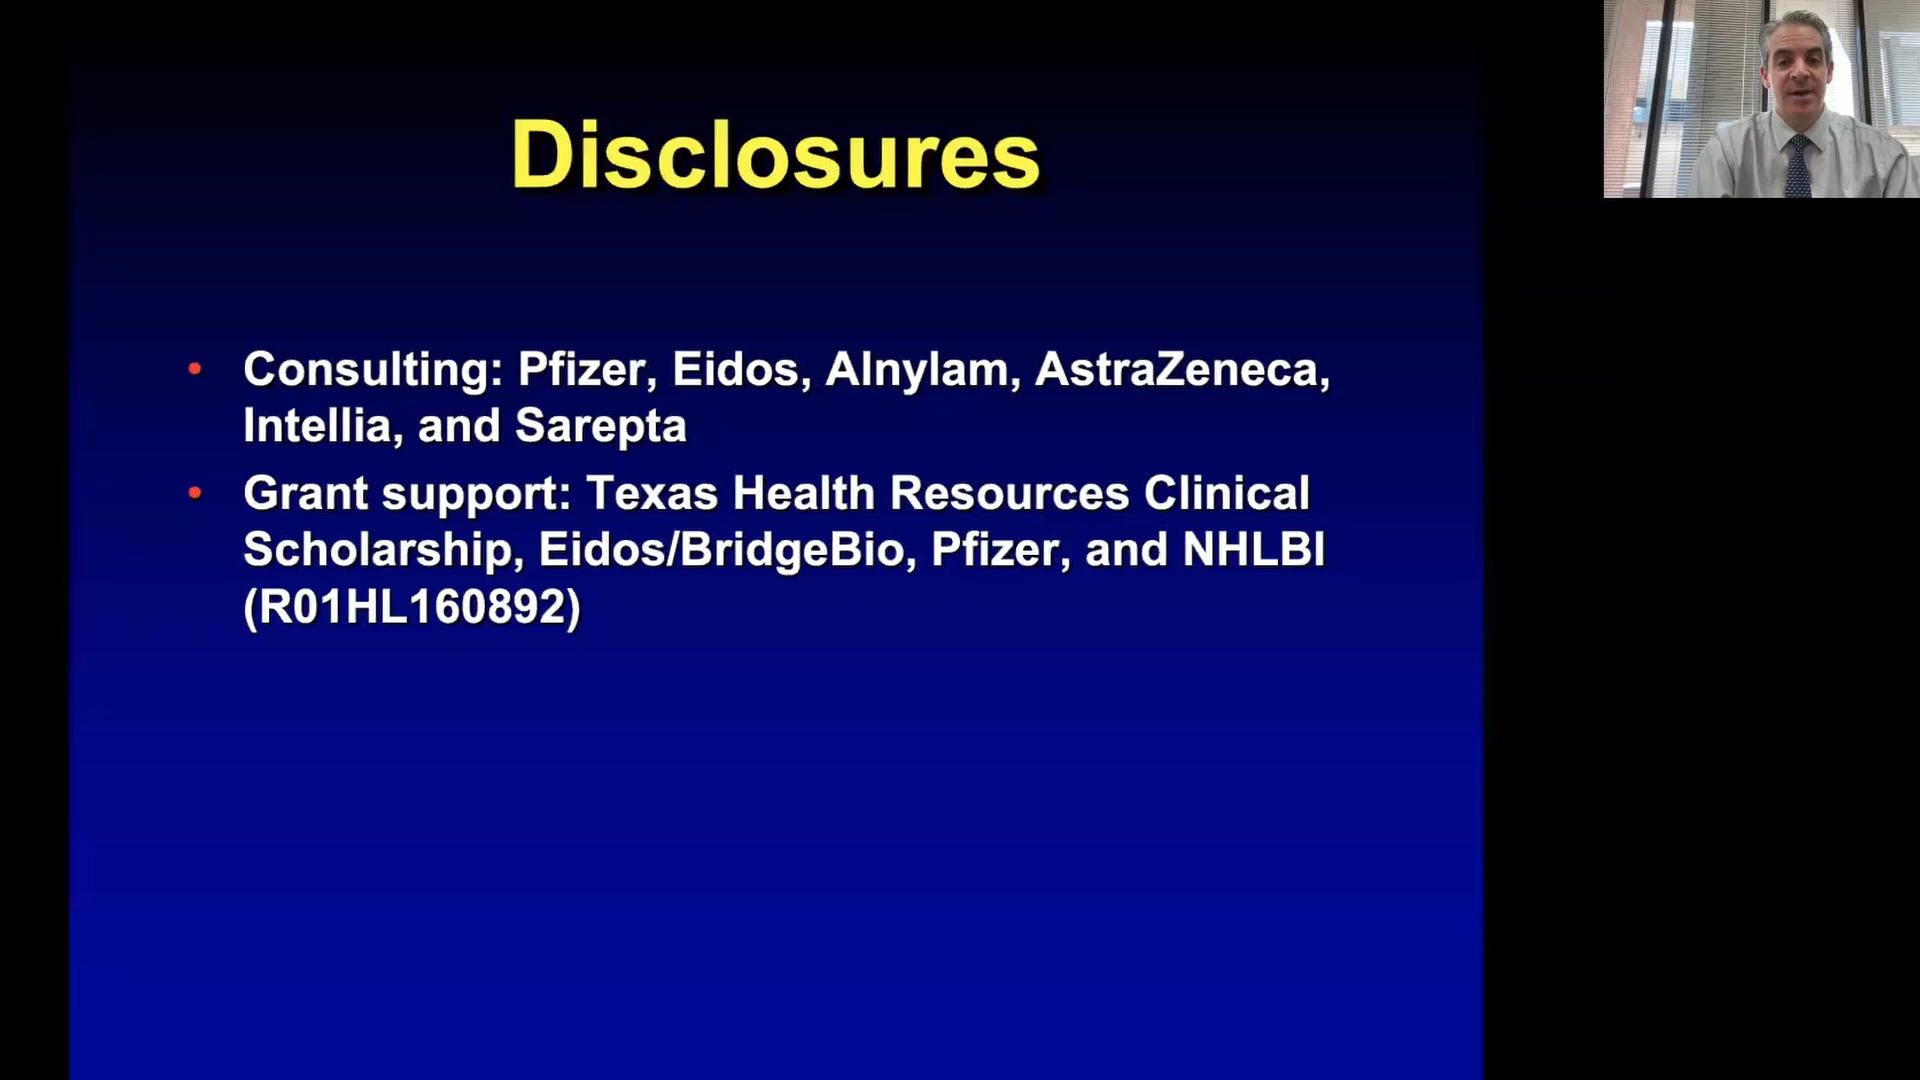 Disclosures
• Consulting: Pfizer, Eidos, Alnylam, AstraZeneca,
Intellia, and Sarepta
• Grant support: Texas Health Resources Clinical
Scholarship, Eidos/BridgeBio, Pfizer, and NHLBI
(R01HL160892)